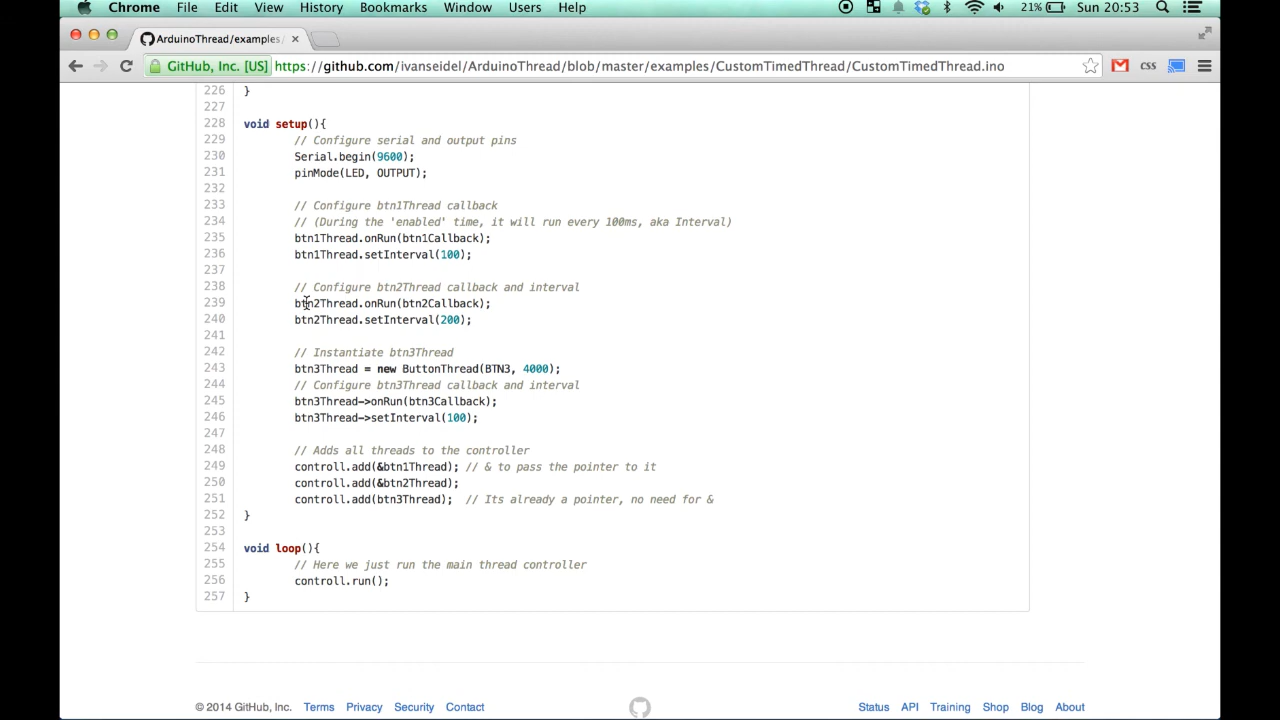 Chrome File Edit View History Bookmarks Window Users Help 21% Sun 20:53
ArduinoThread/examples/
GitHub, Inc. [US] https://github.com/ivanseidel/ArduinoThread/blob/master/examples/CustomTimedThread/CustomTimedThread.ino CSS
226 }
227
228 void setup(){
229 // Configure serial and output pins
230 Serial.begin(9600);
231 pinMode(LED, OUTPUT);
232
233 // Configure btn1Thread callback
234 // (During the 'enabled' time, it will run every 100ms, aka Interval)
235 btn1Thread.onRun(btn1Callback);
236 btn1Thread.setInterval(100);
237
238 // Configure btn2Thread callback and interval
239 btn2Thread.onRun(btn2Callback);
240 btn2Thread.setInterval(200);
241
242 // Instantiate btn3Thread
243 btn3Thread = new ButtonThread(BTN3, 4000);
244 // Configure btn3Thread callback and interval
245 btn3Thread->onRun(btn3Callback);
246 btn3Thread->setInterval(100);
247
248 // Adds all threads to the controller
249 controll.add(&btn1Thread); // & to pass the pointer to it
250 controll.add(&btn2Thread);
251 controll.add(btn3Thread); // Its already a pointer, no need for &
252 }
253
254 void loop(){
255 // Here we just run the main thread controller
256 controll.run();
257 }
© 2014 GitHub, Inc. Terms Privacy Security Contact Status API Training Shop Blog About